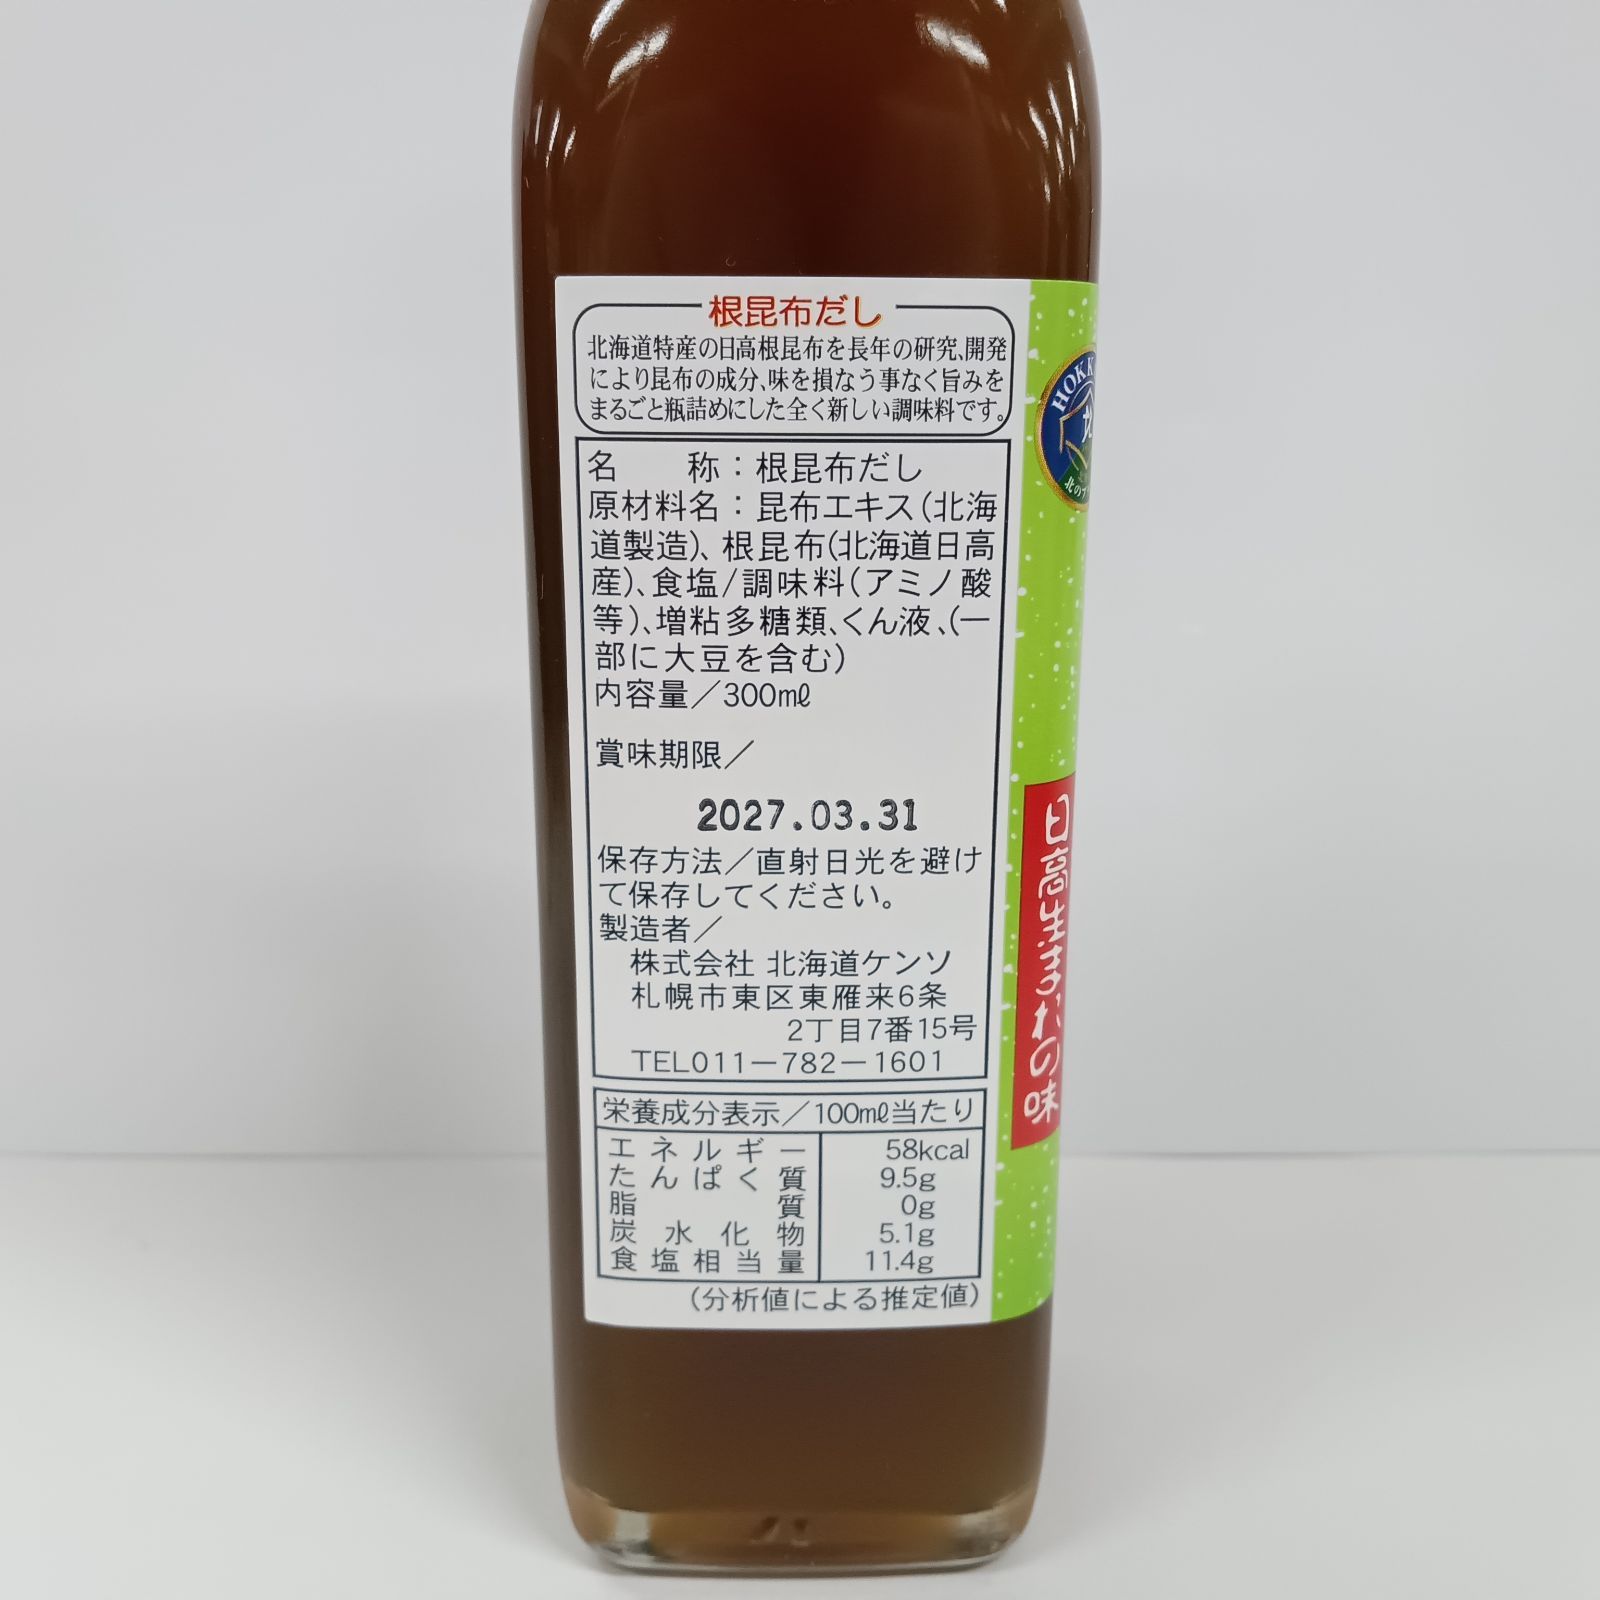 根昆布だし
北海道特産の日高根昆布を長年の研究、開発
により昆布の成分、味を損なう事なく旨みを
まるごと瓶詰めにした全く新しい調味料です。
名　　称：根昆布だし
原材料名：昆布エキス(北海
道製造)、根昆布(北海道日高
産)、食塩/調味料(アミノ酸
等)、増粘多糖類、くん液、(一
部に大豆を含む)
内容量／300mℓ
賞味期限／
2027.03.31
保存方法／直射日光を避け
て保存してください。
製造者／
株式会社 北海道ケンソ
札幌市東区東雁来6条
2丁目7番15号
TEL011－782－1601
栄養成分表示／100mℓ当たり
エネルギー 58kcal
たんぱく質 9.5g
脂質 0g
炭水化物 5.1g
食塩相当量 11.4g
(分析値による推定値)
HOKK
北のブ
日高生まれの味